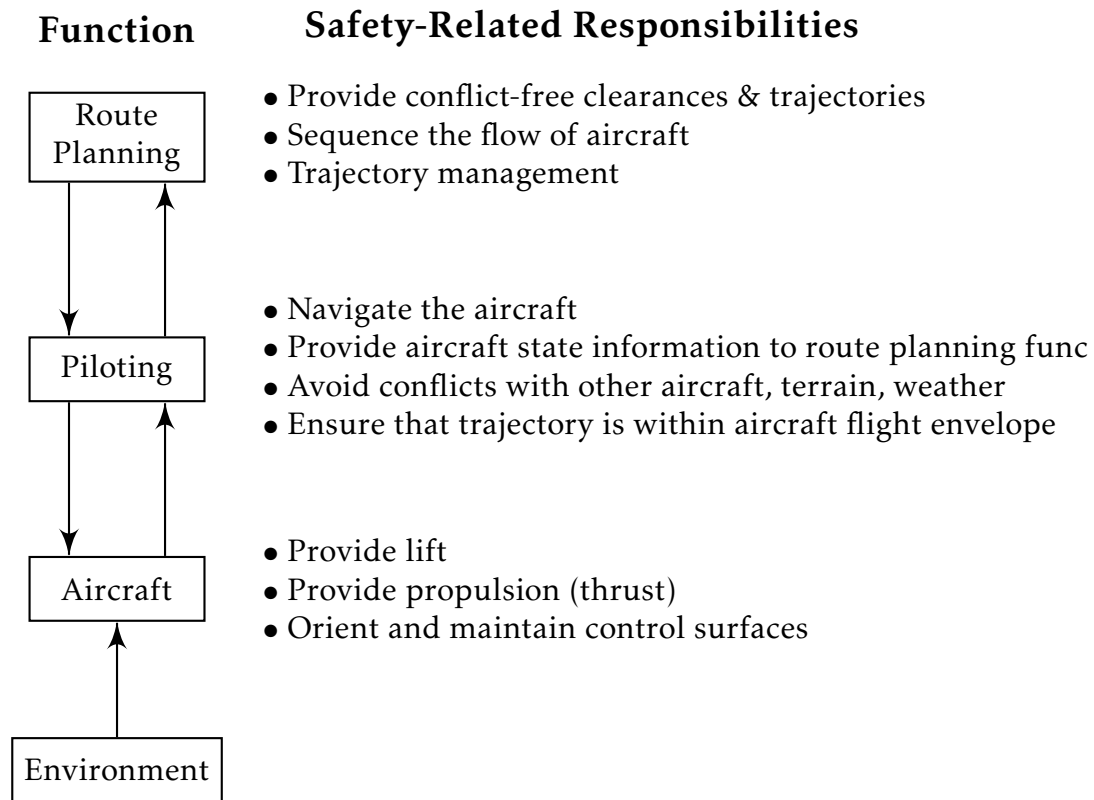 Function
Safety-Related Responsibilities
Route
Planning
• Provide conflict-free clearances & trajectories
• Sequence the flow of aircraft
• Trajectory management
Piloting
• Navigate the aircraft
• Provide aircraft state information to route planning func
• Avoid conflicts with other aircraft, terrain, weather
• Ensure that trajectory is within aircraft flight envelope
Aircraft
• Provide lift
• Provide propulsion (thrust)
• Orient and maintain control surfaces
Environment